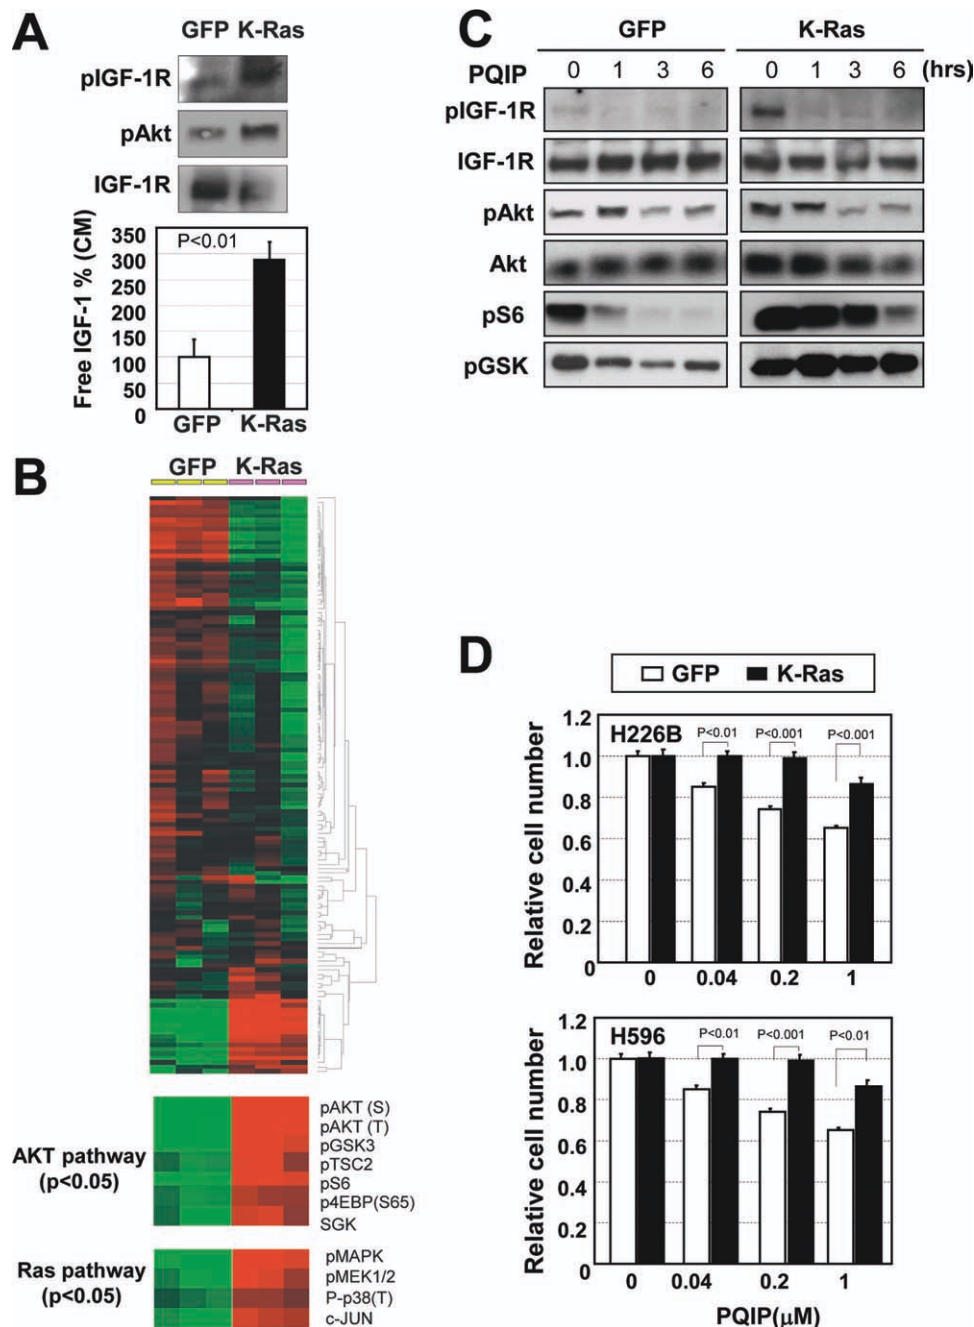 A
GFP K-Ras
pIGF-1R
pAkt
IGF-1R
Free IGF-1 % (CM)
350
300
250
200
150
100
50
0
P<0.01
GFP K-Ras
C
GFP K-Ras
PQIP 0 1 3 6 0 1 3 6 (hrs)
pIGF-1R
IGF-1R
pAkt
Akt
pS6
pGSK
B
GFP K-Ras
AKT pathway
(p<0.05)
pAKT (S)
pAKT (T)
pGSK3
pTSC2
pS6
p4EBP(S65)
SGK
Ras pathway
(p<0.05)
pMAPK
pMEK1/2
P-p38(T)
c-JUN
D
GFP K-Ras
Relative cell number
1.2
1.0
0.8
0.6
0.4
0.2
0
H226B
P<0.01 P<0.001 P<0.001
0 0.04 0.2 1
Relative cell number
1.2
1.0
0.8
0.6
0.4
0.2
0
H596
P<0.01 P<0.001 P<0.01
0 0.04 0.2 1
PQIP(μM)